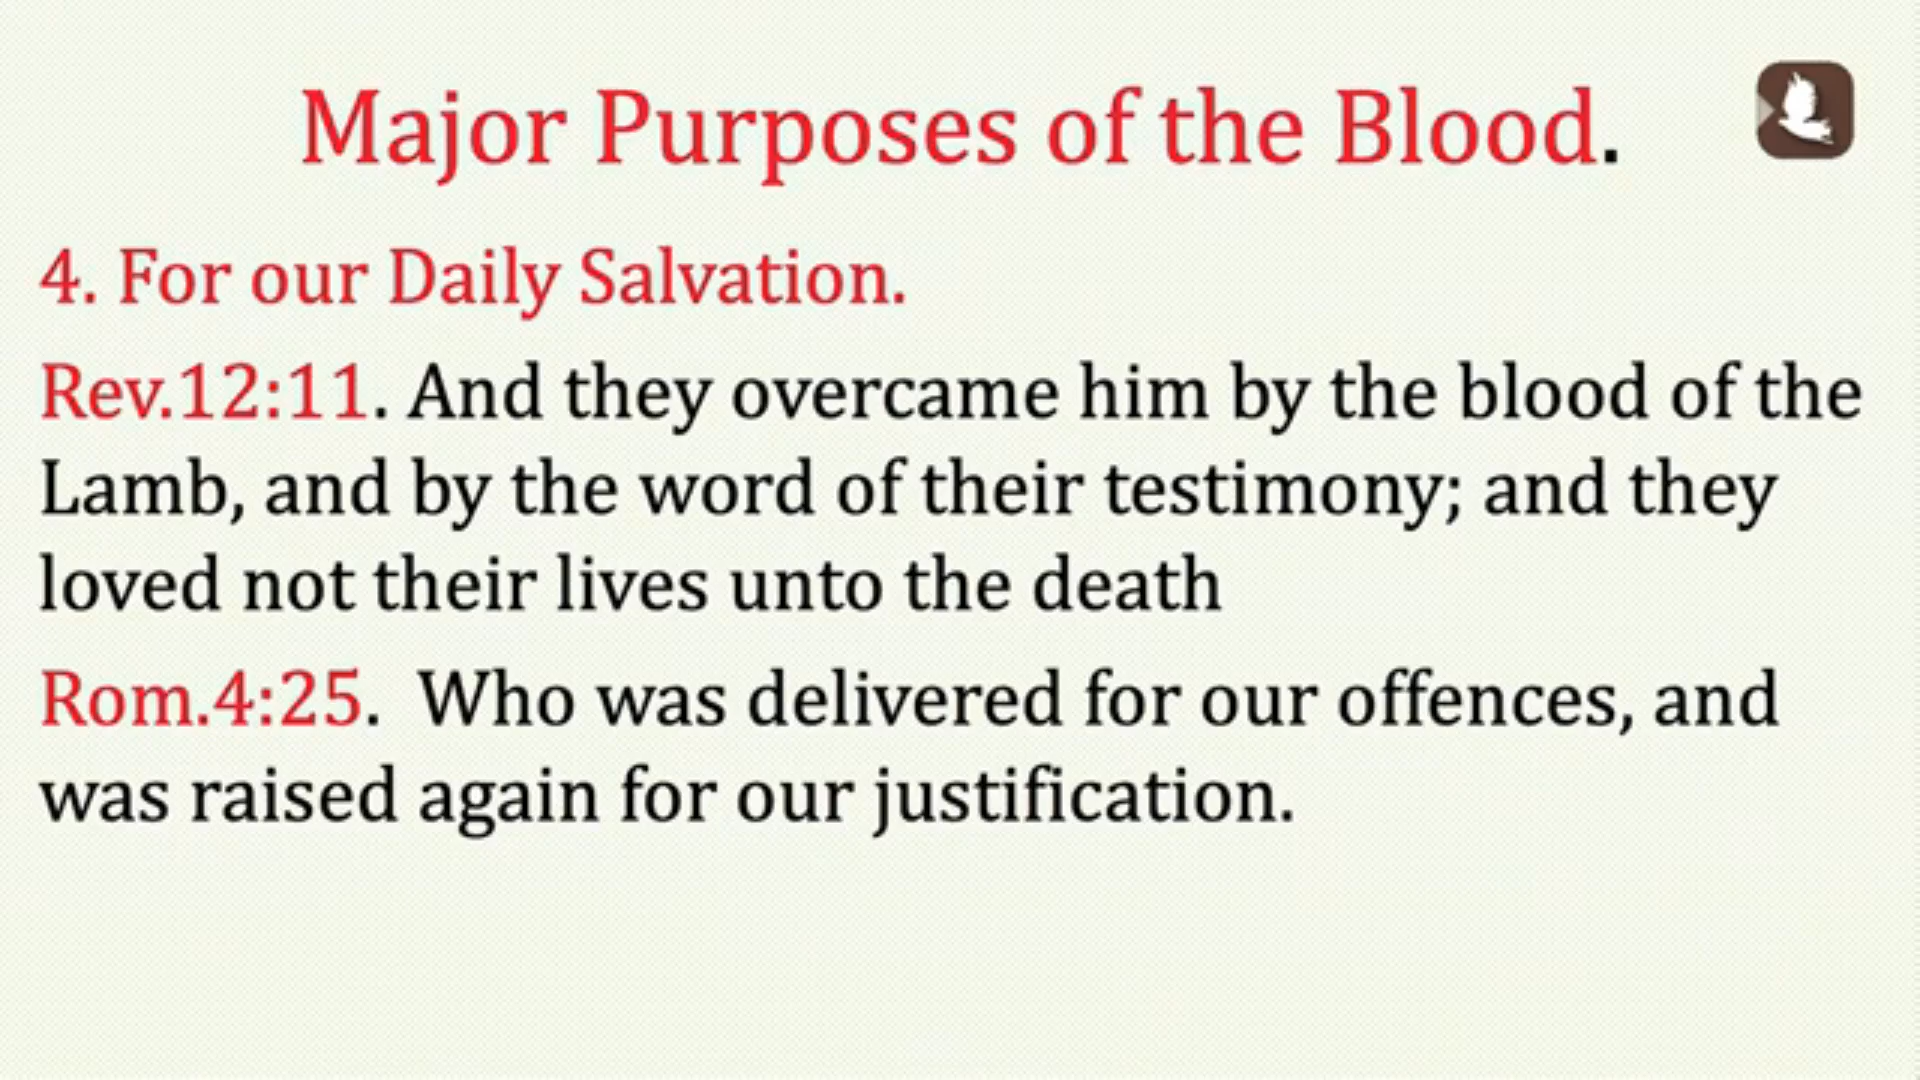 Major Purposes of the Blood.
4. For our Daily Salvation.
Rev.12:11. And they overcame him by the blood of the
Lamb, and by the word of their testimony; and they
loved not their lives unto the death
Rom.4:25.  Who was delivered for our offences, and
was raised again for our justification.